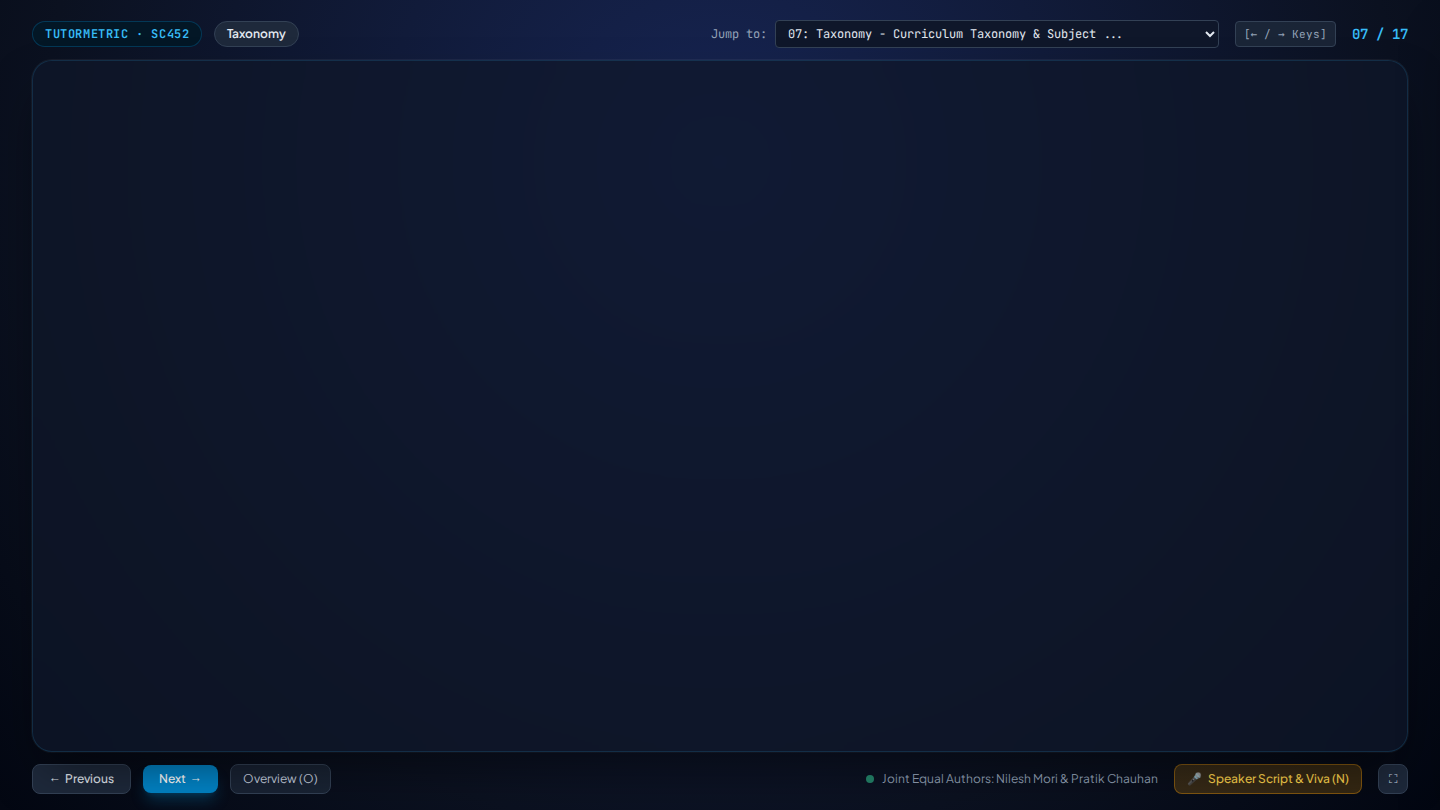 TUTORMETRIC · SC452
Taxonomy
Jump to:
07: Taxonomy - Curriculum Taxonomy & Subject ...
[← / → Keys]
07 / 17
← Previous
Next →
Overview (O)
Joint Equal Authors: Nilesh Mori & Pratik Chauhan
🎤 Speaker Script & Viva (N)